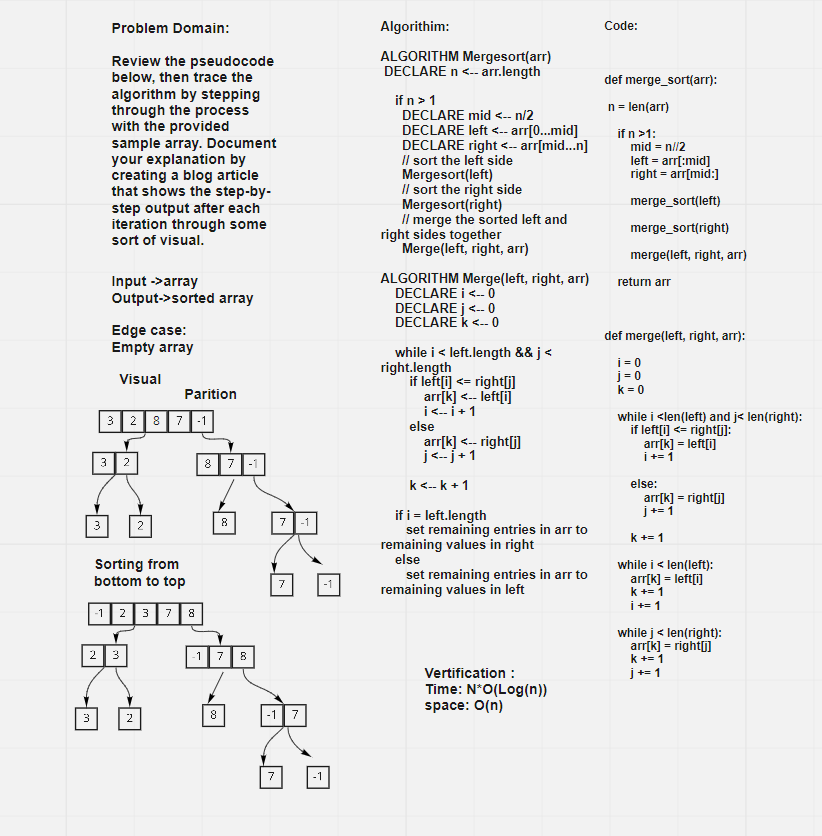 Problem Domain:
Review the pseudocode
below, then trace the
algorithm by stepping
through the process
with the provided
sample array. Document
your explanation by
creating a blog article
that shows the step-by-
step output after each
iteration through some
sort of visual.
Input ->array
Output->sorted array
Edge case:
Empty array
Visual
Parition
3 2 8 7 -1
3 2
8 7 -1
3
2
8
7 -1
7
-1
Sorting from
bottom to top
-1 2 3 7 8
2 3
-1 7 8
3
2
8
-1 7
7
-1
Algorithim:
ALGORITHM Mergesort(arr)
DECLARE n <-- arr.length
if n > 1
DECLARE mid <-- n/2
DECLARE left <-- arr[0...mid]
DECLARE right <-- arr[mid...n]
// sort the left side
Mergesort(left)
// sort the right side
Mergesort(right)
// merge the sorted left and
right sides together
Merge(left, right, arr)
ALGORITHM Merge(left, right, arr)
DECLARE i <-- 0
DECLARE j <-- 0
DECLARE k <-- 0
while i < left.length && j <
right.length
if left[i] <= right[j]
arr[k] <-- left[i]
i <-- i + 1
else
arr[k] <-- right[j]
j <-- j + 1
k <-- k + 1
if i = left.length
set remaining entries in arr to
remaining values in right
else
set remaining entries in arr to
remaining values in left
Vertification :
Time: N*O(Log(n))
space: O(n)
Code:
def merge_sort(arr):
n = len(arr)
if n >1:
mid = n//2
left = arr[:mid]
right = arr[mid:]
merge_sort(left)
merge_sort(right)
merge(left, right, arr)
return arr
def merge(left, right, arr):
i = 0
j = 0
k = 0
while i <len(left) and j< len(right):
if left[i] <= right[j]:
arr[k] = left[i]
i += 1
else:
arr[k] = right[j]
j += 1
k += 1
while i < len(left):
arr[k] = left[i]
k += 1
i += 1
while j < len(right):
arr[k] = right[j]
k += 1
j += 1